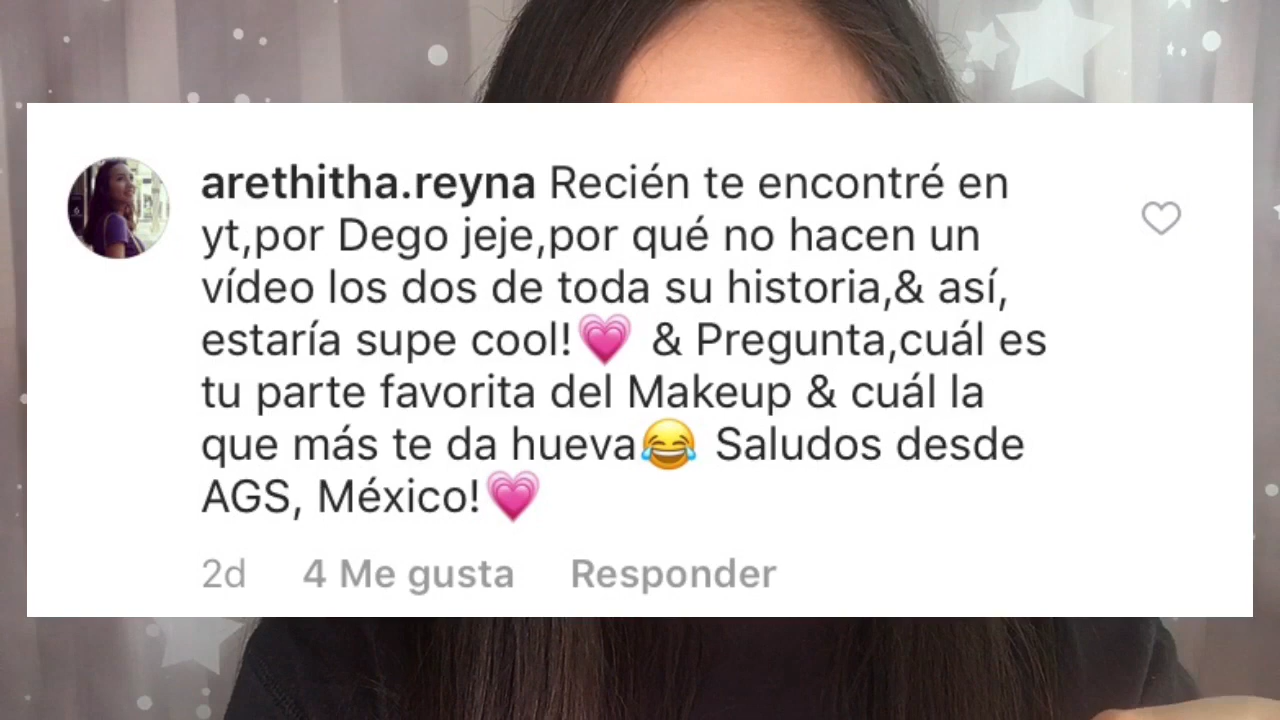 arethitha.reyna Recién te encontré en
yt,por Dego jeje,por qué no hacen un
vídeo los dos de toda su historia,& así,
estaría supe cool!💗 & Pregunta,cuál es
tu parte favorita del Makeup & cuál la
que más te da hueva😂 Saludos desde
AGS, México!💗
2d 4 Me gusta Responder